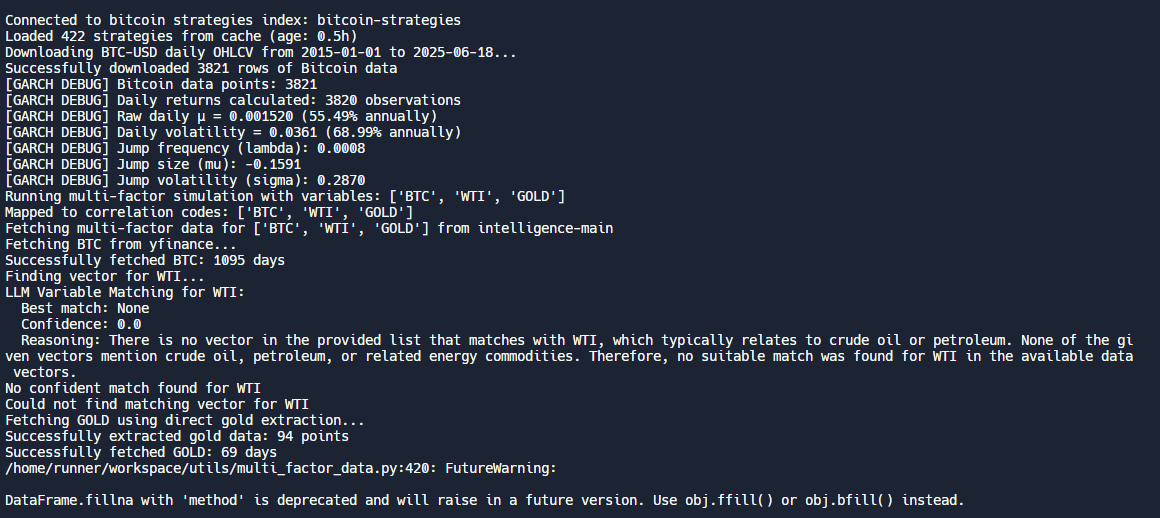 Connected to bitcoin strategies index: bitcoin-strategies
Loaded 422 strategies from cache (age: 0.5h)
Downloading BTC-USD daily OHLCV from 2015-01-01 to 2025-06-18...
Successfully downloaded 3821 rows of Bitcoin data
[GARCH DEBUG] Bitcoin data points: 3821
[GARCH DEBUG] Daily returns calculated: 3820 observations
[GARCH DEBUG] Raw daily μ = 0.001520 (55.49% annually)
[GARCH DEBUG] Daily volatility = 0.0361 (68.99% annually)
[GARCH DEBUG] Jump frequency (lambda): 0.0008
[GARCH DEBUG] Jump size (mu): -0.1591
[GARCH DEBUG] Jump volatility (sigma): 0.2870
Running multi-factor simulation with variables: ['BTC', 'WTI', 'GOLD']
Mapped to correlation codes: ['BTC', 'WTI', 'GOLD']
Fetching multi-factor data for ['BTC', 'WTI', 'GOLD'] from intelligence-main
Fetching BTC from yfinance...
Successfully fetched BTC: 1095 days
Finding vector for WTI...
LLM Variable Matching for WTI:
  Best match: None
  Confidence: 0.0
  Reasoning: There is no vector in the provided list that matches with WTI, which typically relates to crude oil or petroleum. None of the gi
ven vectors mention crude oil, petroleum, or related energy commodities. Therefore, no suitable match was found for WTI in the available data
 vectors.
No confident match found for WTI
Could not find matching vector for WTI
Fetching GOLD using direct gold extraction...
Successfully extracted gold data: 94 points
Successfully fetched GOLD: 69 days
/home/runner/workspace/utils/multi_factor_data.py:420: FutureWarning:
DataFrame.fillna with 'method' is deprecated and will raise in a future version. Use obj.ffill() or obj.bfill() instead.